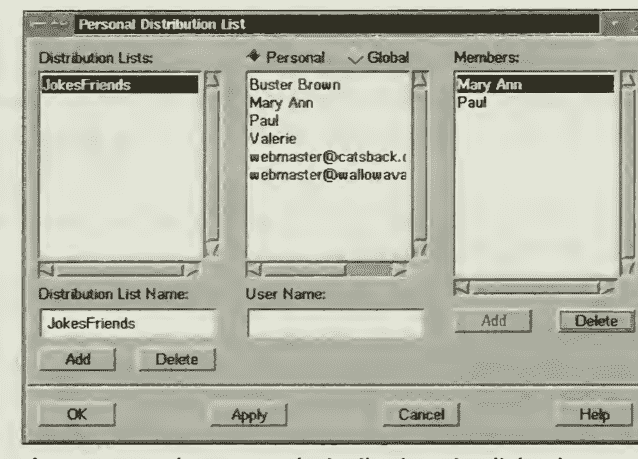 Personal Distribution List
Distribution Lists:
JokesFriends
Personal Global
Buster Brown
Mary Ann
Paul
Valerie
webmaster@catsback.c
webmaster@wallowava
Members:
Mary Ann
Paul
Distribution List Name:
JokesFriends
Add Delete
User Name:
Add Delete
OK Apply Cancel Help